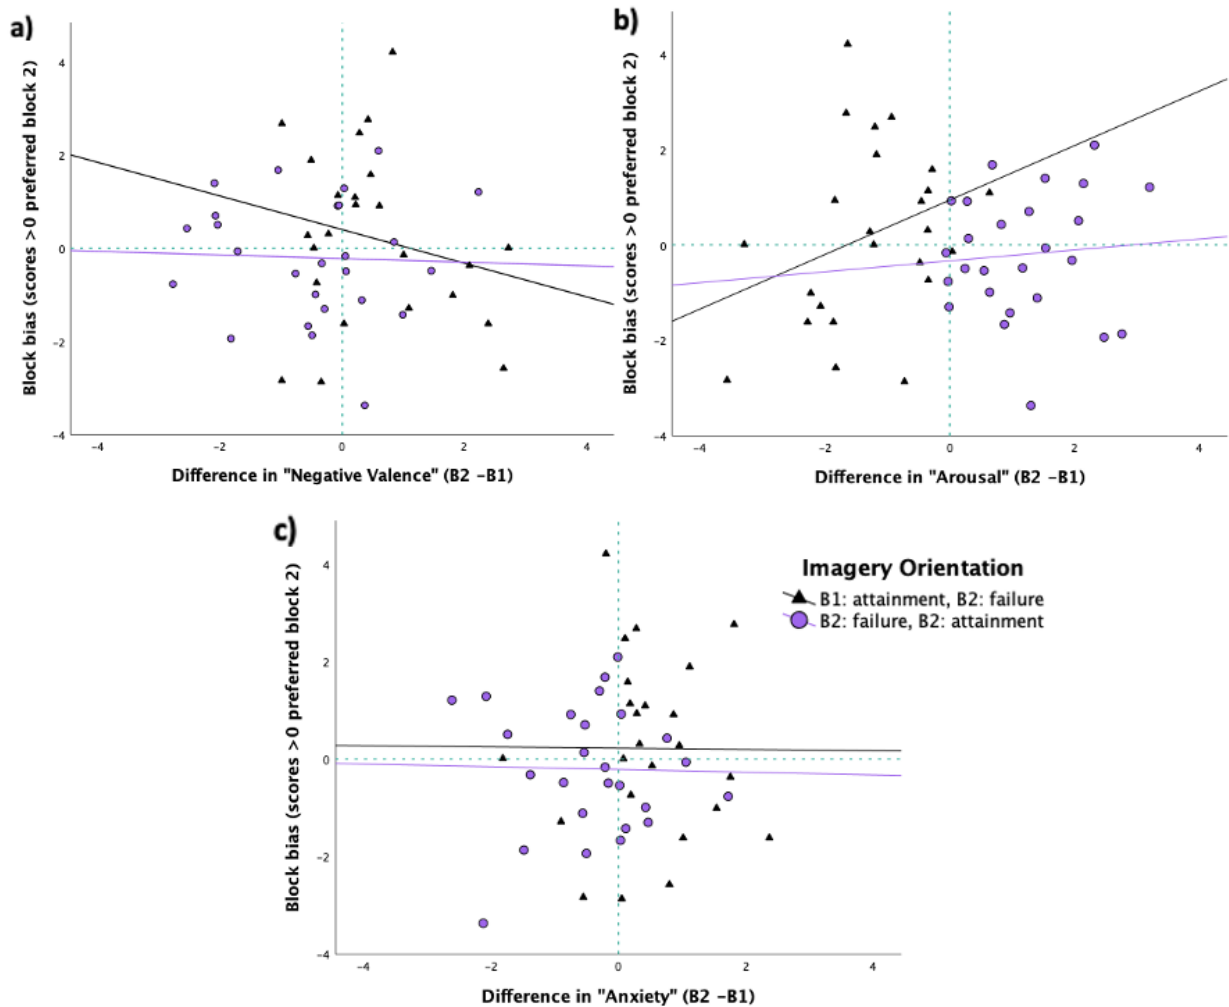 a)
Block bias (scores >0 preferred block 2)
4
2
0
−2
−4
−4
−2
0
2
4
Difference in "Negative Valence" (B2 −B1)
b)
Block bias (scores >0 preferred block 2)
4
2
0
−2
−4
−4
−2
0
2
4
Difference in "Arousal" (B2 −B1)
c)
Block bias (scores >0 preferred block 2)
4
2
0
−2
−4
−4
−2
0
2
4
Difference in "Anxiety" (B2 −B1)
Imagery Orientation
B1: attainment, B2: failure
B2: failure, B2: attainment